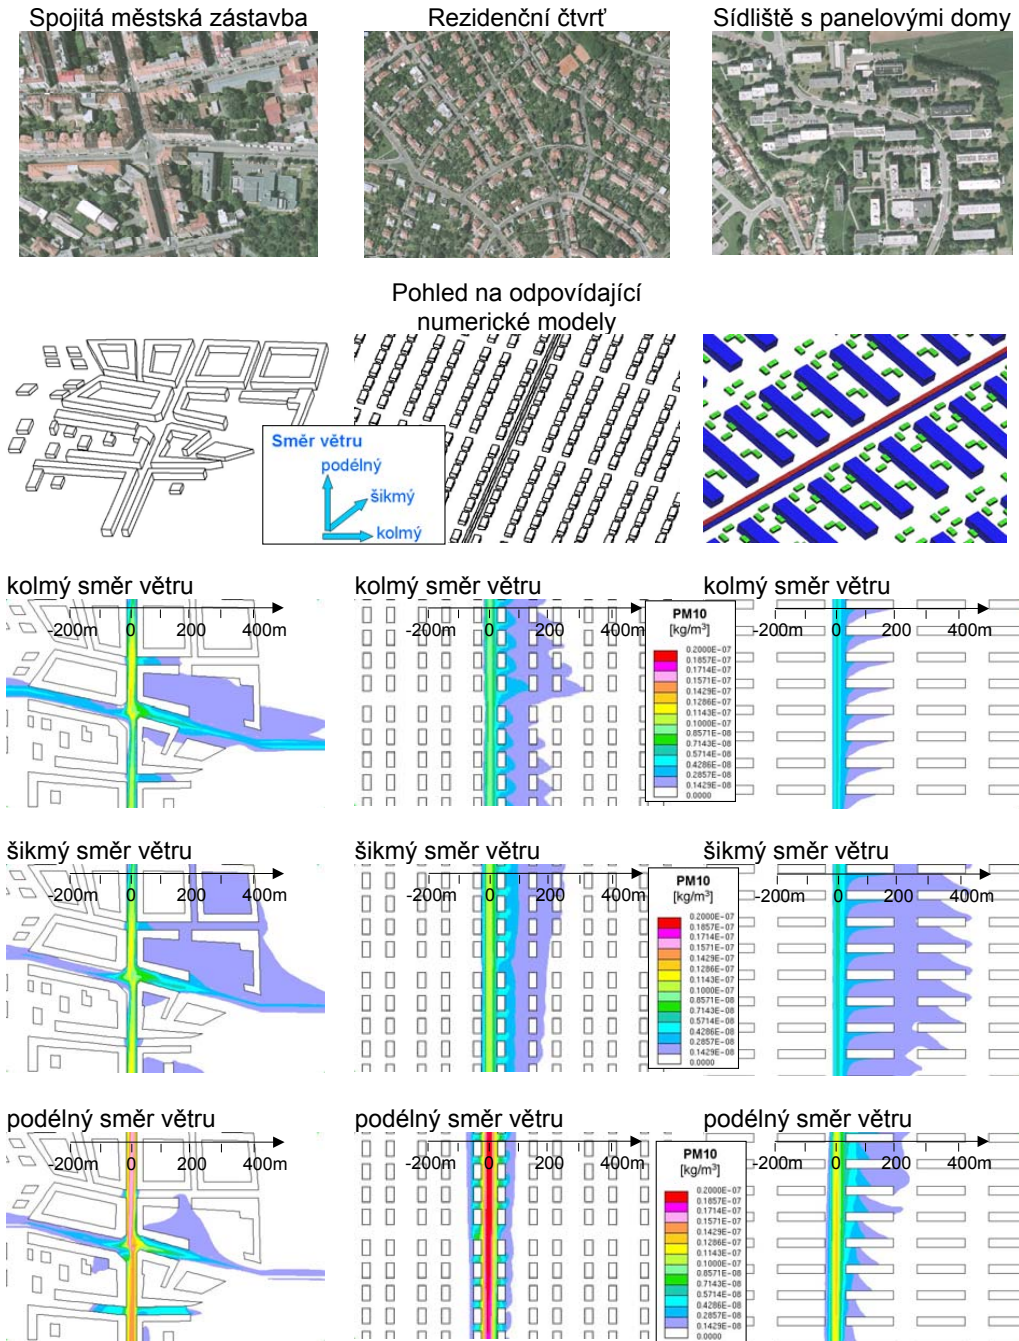 Spojitá městská zástavba
Rezidenční čtvrť
Sídliště s panelovými domy
Pohled na odpovídající
numerické modely
Směr větru
podélný
šikmý
kolmý
kolmý směr větru
kolmý směr větru
kolmý směr větru
-200m 0 200 400m
-200m 0 200 400m
-200m 0 200 400m
PM10
[kg/m³]
0.2000E-07
0.1857E-07
0.1714E-07
0.1571E-07
0.1429E-07
0.1286E-07
0.1143E-07
0.1000E-07
0.8571E-08
0.7143E-08
0.5714E-08
0.4286E-08
0.2857E-08
0.1429E-08
0.0000
šikmý směr větru
šikmý směr větru
šikmý směr větru
-200m 0 200 400m
-200m 0 200 400m
-200m 0 200 400m
PM10
[kg/m³]
0.2000E-07
0.1857E-07
0.1714E-07
0.1571E-07
0.1429E-07
0.1286E-07
0.1143E-07
0.1000E-07
0.8571E-08
0.7143E-08
0.5714E-08
0.4286E-08
0.2857E-08
0.1429E-08
0.0000
podélný směr větru
podélný směr větru
podélný směr větru
-200m 0 200 400m
-200m 0 200 400m
-200m 0 200 400m
PM10
[kg/m³]
0.2000E-07
0.1857E-07
0.1714E-07
0.1571E-07
0.1429E-07
0.1286E-07
0.1143E-07
0.1000E-07
0.8571E-08
0.7143E-08
0.5714E-08
0.4286E-08
0.2857E-08
0.1429E-08
0.0000